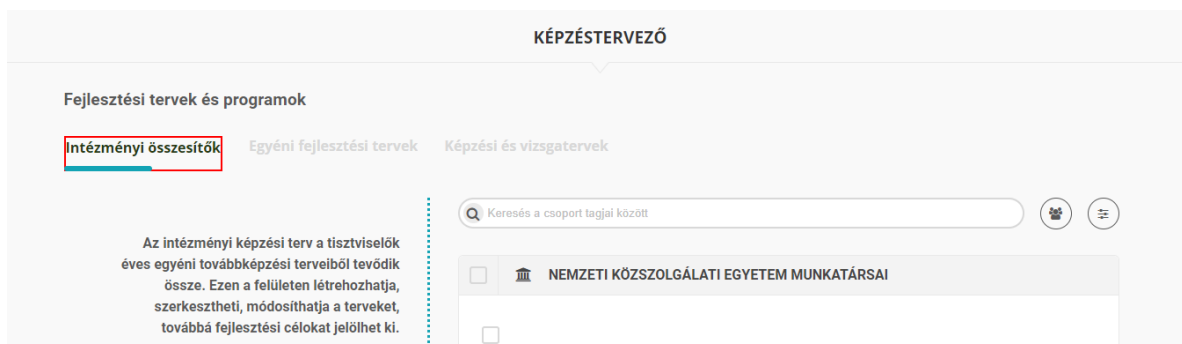 KÉPZÉSTERVEZŐ
Fejlesztési tervek és programok
Intézményi összesítők Egyéni fejlesztési tervek Képzési és vizsgatervek
Keresés a csoport tagjai között
Az intézményi képzési terv a tisztviselők
éves egyéni továbbképzési terveiből tevődik
össze. Ezen a felületen létrehozhatja,
szerkesztheti, módosíthatja a terveket,
továbbá fejlesztési célokat jelölhet ki.
NEMZETI KÖZSZOLGÁLATI EGYETEM MUNKATÁRSAI